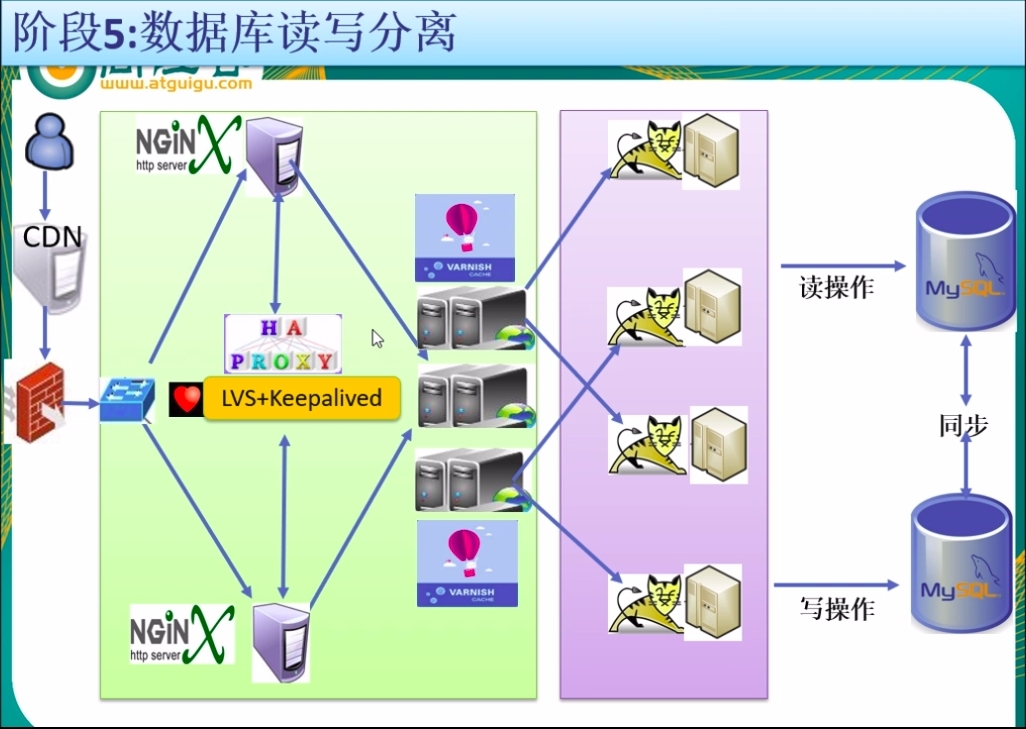 阶段5:数据库读写分离
www.atguigu.com
NGiNX
http server
CDN
VARNISH
CACHE
HA
PROXY
LVS+Keepalived
读操作
MySQL
同步
VARNISH
CACHE
NGiNX
http server
写操作
MySQL